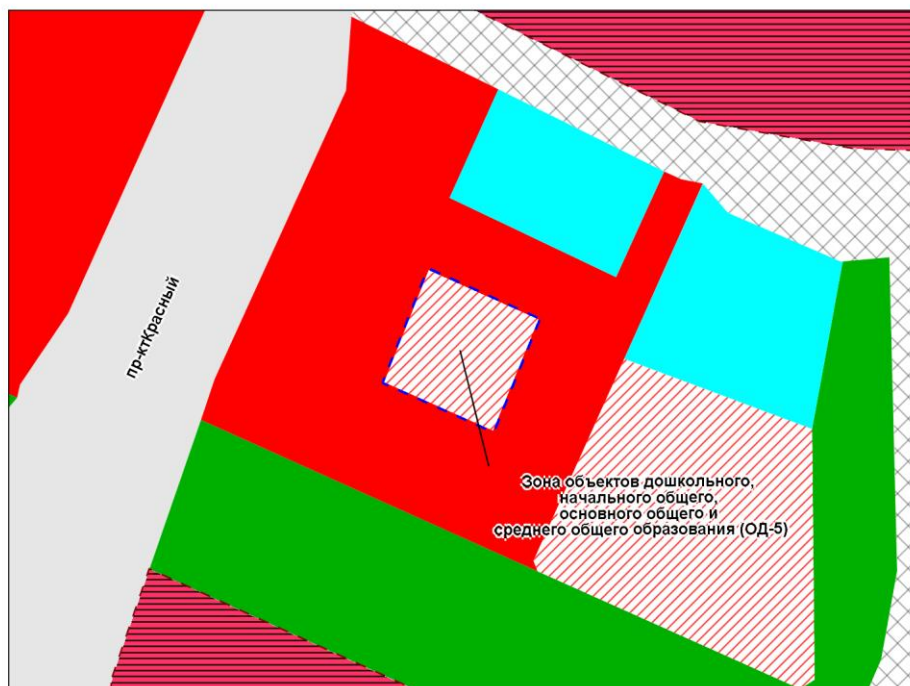 пр-ктКрасный
Зона объектов дошкольного,
начального общего,
основного общего и
среднего общего образования (ОД-5)